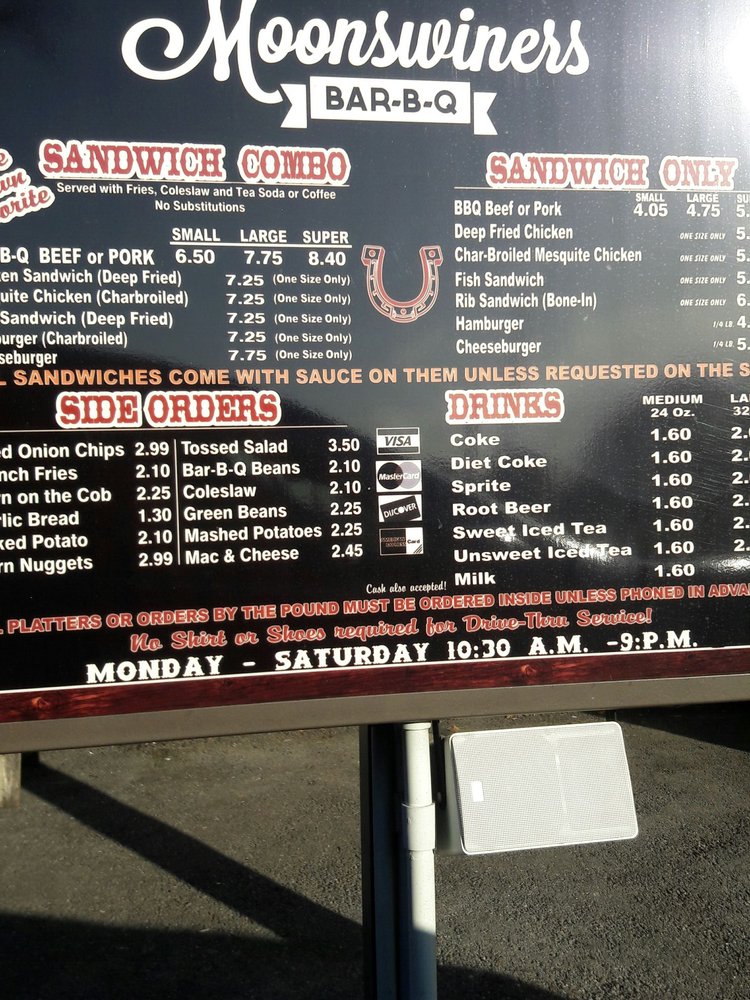 Moonswiners
BAR-B-Q
SANDWICH COMBO
Served with Fries, Coleslaw and Tea Soda or Coffee
No Substitutions
SMALL LARGE SUPER
B-Q BEEF or PORK 6.50 7.75 8.40
Sandwich (Deep Fried) 7.25 (One Size Only)
Chicken (Charbroiled) 7.25 (One Size Only)
Sandwich (Deep Fried) 7.25 (One Size Only)
(Charbroiled) 7.25 (One Size Only)
7.75 (One Size Only)
SANDWICH ONLY
SMALL LARGE
BBQ Beef or Pork 4.05 4.75
Deep Fried Chicken ONE SIZE ONLY
Char-Broiled Mesquite Chicken ONE SIZE ONLY
Fish Sandwich ONE SIZE ONLY
Rib Sandwich (Bone-In) ONE SIZE ONLY
Hamburger 1/4 LB.
Cheeseburger 1/4 LB.
SANDWICHES COME WITH SAUCE ON THEM UNLESS REQUESTED ON THE
SIDE ORDERS
Onion Chips 2.99
Fries 2.10
on the Cob 2.25
Bread 1.30
Potato 2.10
Nuggets 2.99
Tossed Salad 3.50
Bar-B-Q Beans 2.10
Coleslaw 2.10
Green Beans 2.25
Mashed Potatoes 2.25
Mac & Cheese 2.45
VISA
MasterCard
DISCOVER
AMERICAN EXPRESS Card
Cash also accepted!
DRINKS
MEDIUM
24 Oz.
Coke 1.60
Diet Coke 1.60
Sprite 1.60
Root Beer 1.60
Sweet Iced Tea 1.60
Unsweet Iced Tea 1.60
Milk 1.60
PLATTERS OR ORDERS BY THE POUND MUST BE ORDERED INSIDE UNLESS PHONED IN
No Shirt or Shoes required for Drive-Thru Service!
MONDAY - SATURDAY 10:30 A.M. -9:P.M.